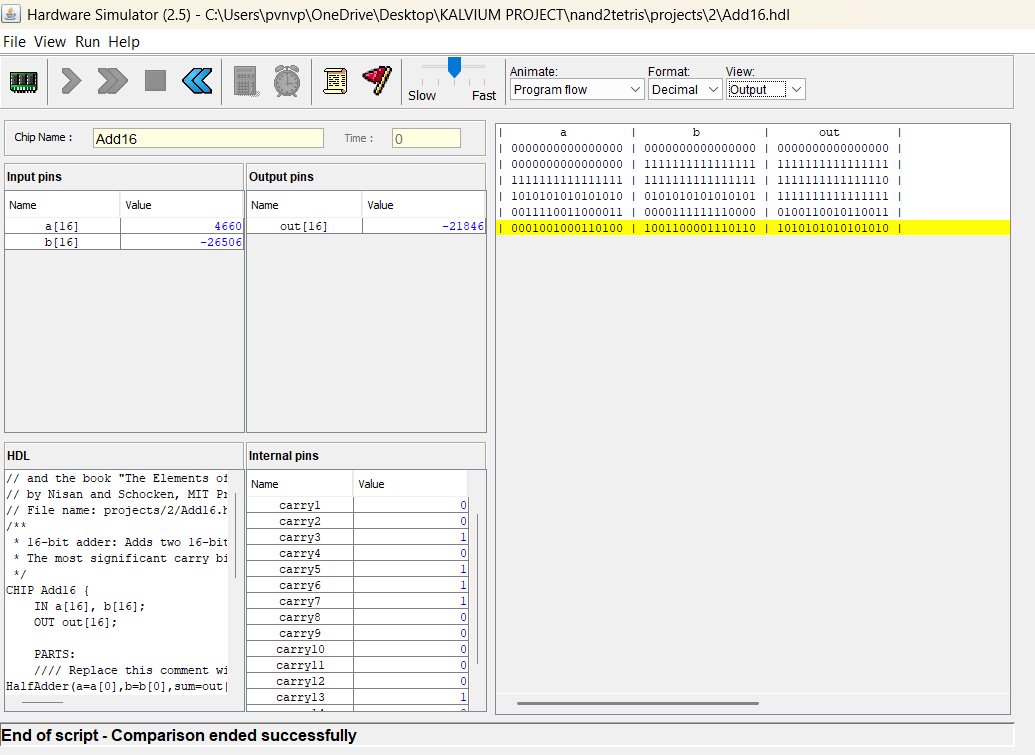 Hardware Simulator (2.5) - C:\Users\pvnvp\OneDrive\Desktop\KALVIUM PROJECT\nand2tetris\projects\2\Add16.hdl
File View Run Help
Slow Fast
Animate: Format: View:
Program flow Decimal Output
Chip Name : Add16 Time : 0
Input pins
Name Value
a[16] 4660
b[16] -26506
Output pins
Name Value
out[16] -21846
| a | b | out |
| 0000000000000000 | 0000000000000000 | 0000000000000000 |
| 0000000000000000 | 1111111111111111 | 1111111111111111 |
| 1111111111111111 | 1111111111111111 | 1111111111111110 |
| 1010101010101010 | 0101010101010101 | 1111111111111111 |
| 0011110011000011 | 0000111111110000 | 0100110010110011 |
| 0001001000110100 | 1001100001110110 | 1010101010101010 |
HDL
// and the book "The Elements of
// by Nisan and Schocken, MIT Pr
// File name: projects/2/Add16.h
/**
* 16-bit adder: Adds two 16-bit
* The most significant carry bi
*/
CHIP Add16 {
IN a[16], b[16];
OUT out[16];
PARTS:
//// Replace this comment wi
HalfAdder(a=a[0],b=b[0],sum=out[
Internal pins
Name Value
carry1 0
carry2 0
carry3 1
carry4 0
carry5 1
carry6 1
carry7 1
carry8 0
carry9 0
carry10 0
carry11 0
carry12 0
carry13 1
End of script - Comparison ended successfully